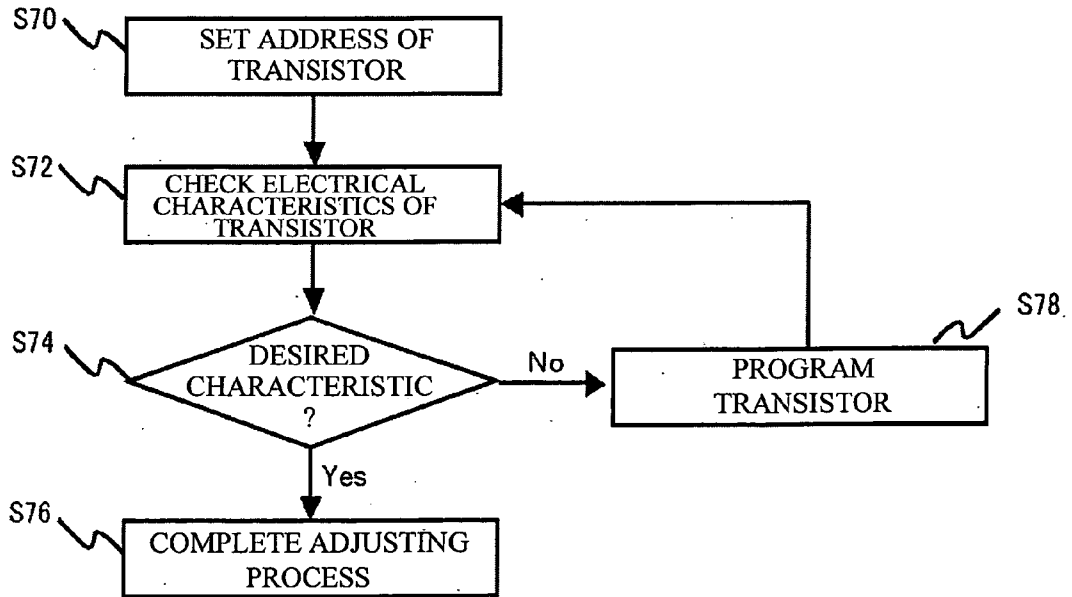 S70
SET ADDRESS OF
TRANSISTOR
S72
CHECK ELECTRICAL
CHARACTERISTICS OF
TRANSISTOR
S74
DESIRED
CHARACTERISTIC
?
No
S78
PROGRAM
TRANSISTOR
Yes
S76
COMPLETE ADJUSTING
PROCESS